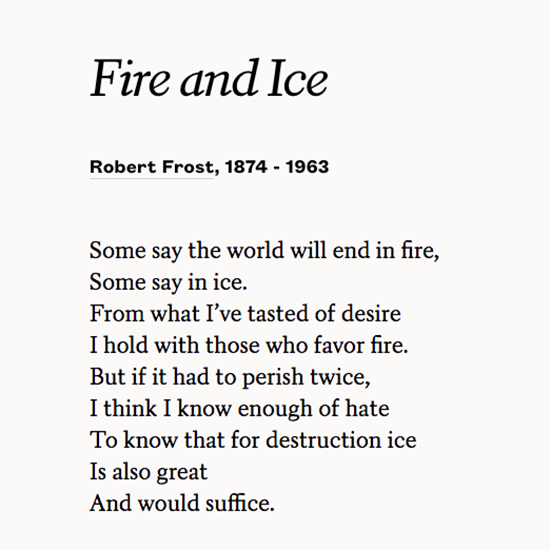 Fire and Ice
Robert Frost, 1874 - 1963
Some say the world will end in fire,
Some say in ice.
From what I’ve tasted of desire
I hold with those who favor fire.
But if it had to perish twice,
I think I know enough of hate
To know that for destruction ice
Is also great
And would suffice.